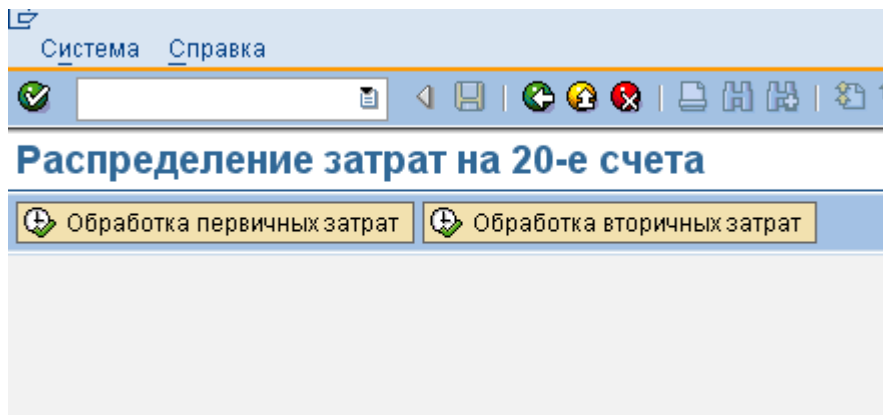 Система Справка
Распределение затрат на 20-е счета
Обработка первичных затрат Обработка вторичных затрат